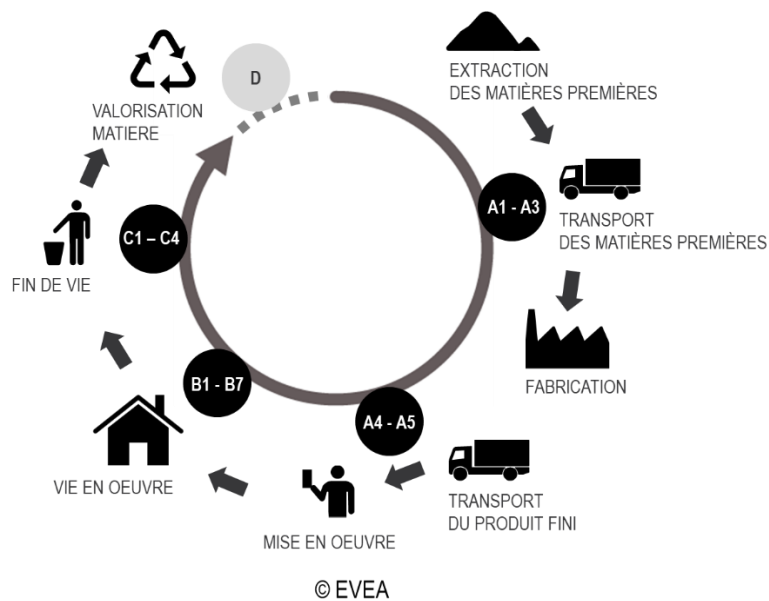 EXTRACTION
DES MATIÈRES PREMIÈRES
A1 - A3
TRANSPORT
DES MATIÈRES PREMIÈRES
FABRICATION
A4 - A5
TRANSPORT
DU PRODUIT FINI
MISE EN OEUVRE
B1 - B7
VIE EN OEUVRE
C1 – C4
FIN DE VIE
VALORISATION
MATIERE
D
© EVEA